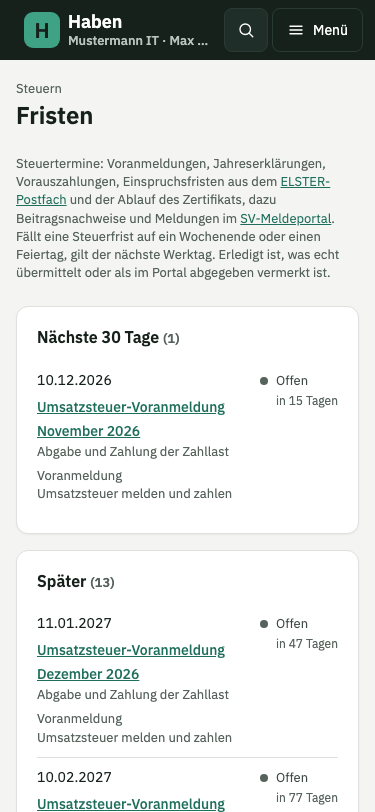 H
Haben
Mustermann IT · Max ...
Menü
Steuern
Fristen
Steuertermine: Voranmeldungen, Jahreserklärungen,
Vorauszahlungen, Einspruchsfristen aus dem ELSTER-
Postfach und der Ablauf des Zertifikats, dazu
Beitragsnachweise und Meldungen im SV-Meldeportal.
Fällt eine Steuerfrist auf ein Wochenende oder einen
Feiertag, gilt der nächste Werktag. Erledigt ist, was echt
übermittelt oder als im Portal abgegeben vermerkt ist.
Nächste 30 Tage (1)
10.12.2026
Offen
in 15 Tagen
Umsatzsteuer-Voranmeldung
November 2026
Abgabe und Zahlung der Zahllast
Voranmeldung
Umsatzsteuer melden und zahlen
Später (13)
11.01.2027
Offen
in 47 Tagen
Umsatzsteuer-Voranmeldung
Dezember 2026
Abgabe und Zahlung der Zahllast
Voranmeldung
Umsatzsteuer melden und zahlen
10.02.2027
Offen
in 77 Tagen
Umsatzsteuer-Voranmeldung